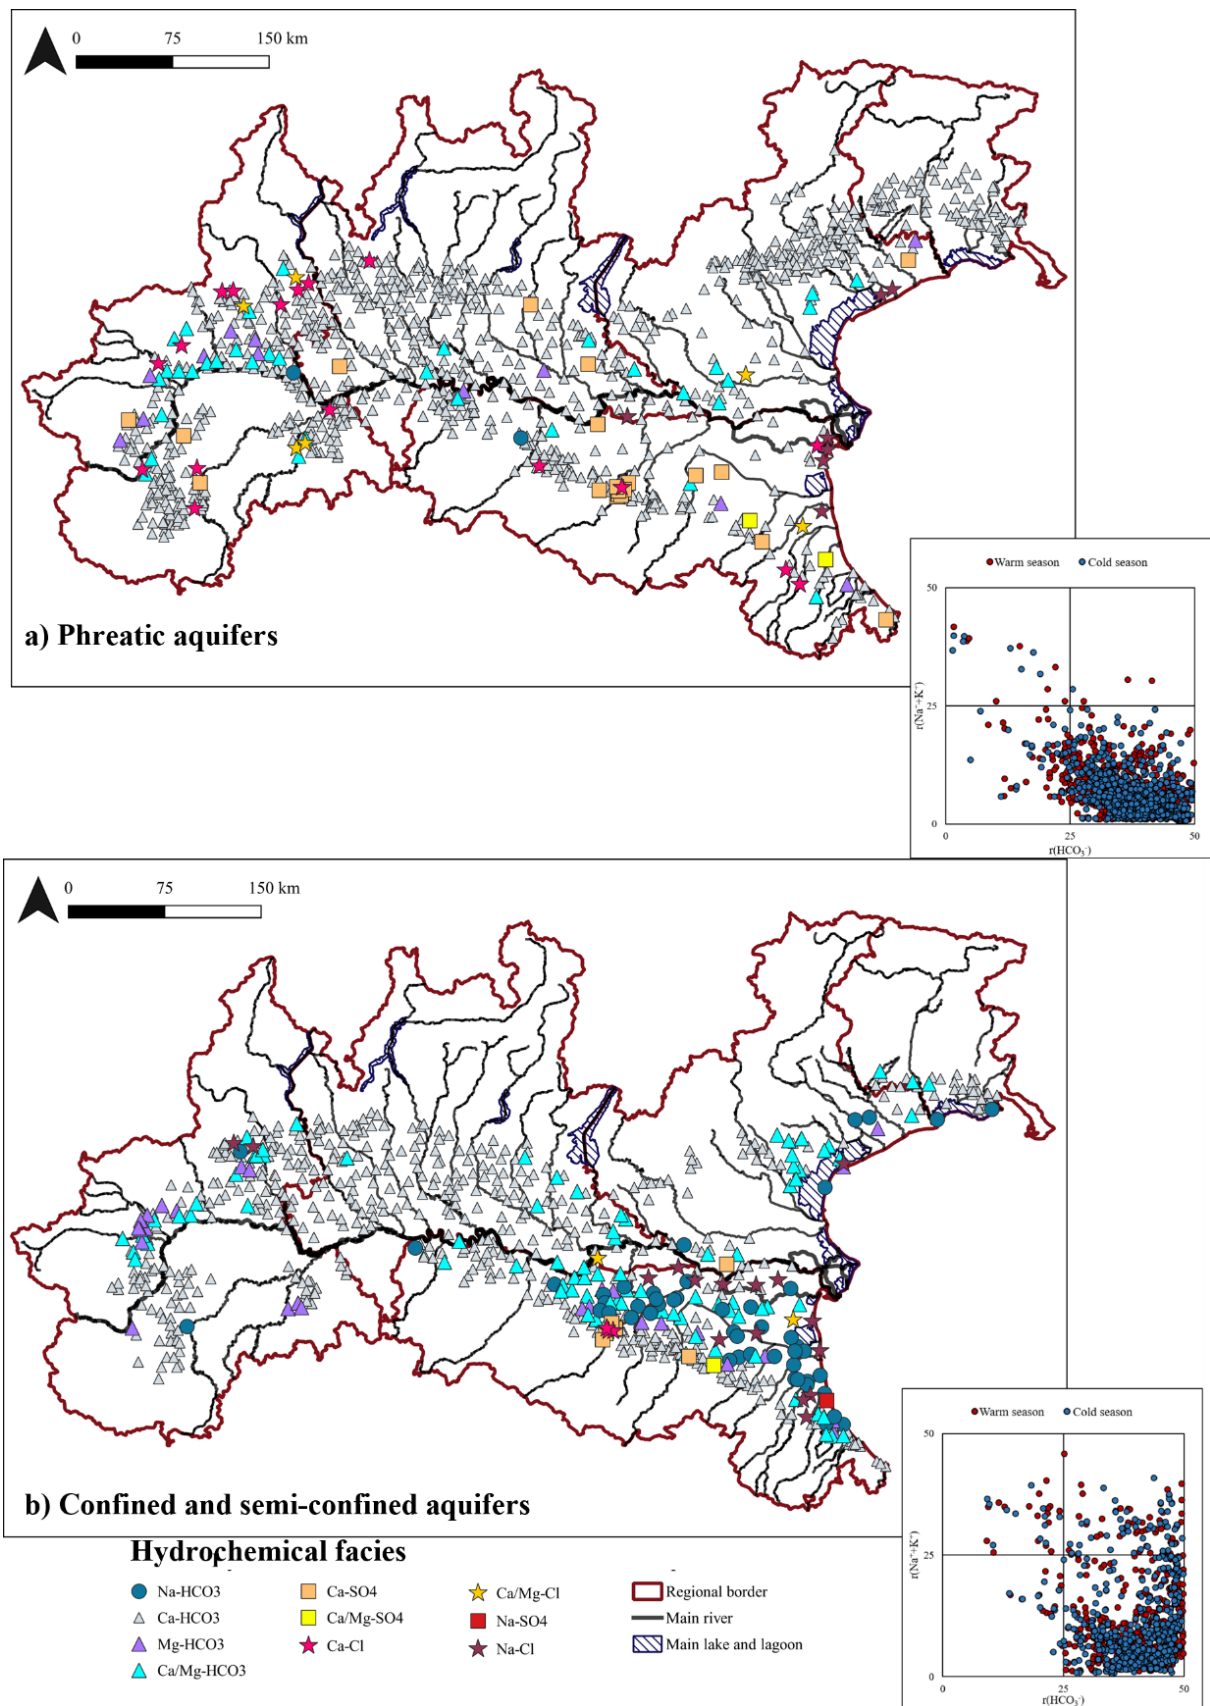 0 75 150 km
a) Phreatic aquifers
Warm season Cold season
50
25
0
r(Na⁺+K⁺)
0 25 50
r(HCO₃⁻)
0 75 150 km
b) Confined and semi-confined aquifers
Warm season Cold season
50
25
0
r(Na⁺+K⁺)
0 25 50
r(HCO₃⁻)
Hydrochemical facies
Na-HCO3 Ca-SO4 Ca/Mg-Cl Regional border
Ca-HCO3 Ca/Mg-SO4 Na-SO4 Main river
Mg-HCO3 Ca-Cl Na-Cl Main lake and lagoon
Ca/Mg-HCO3